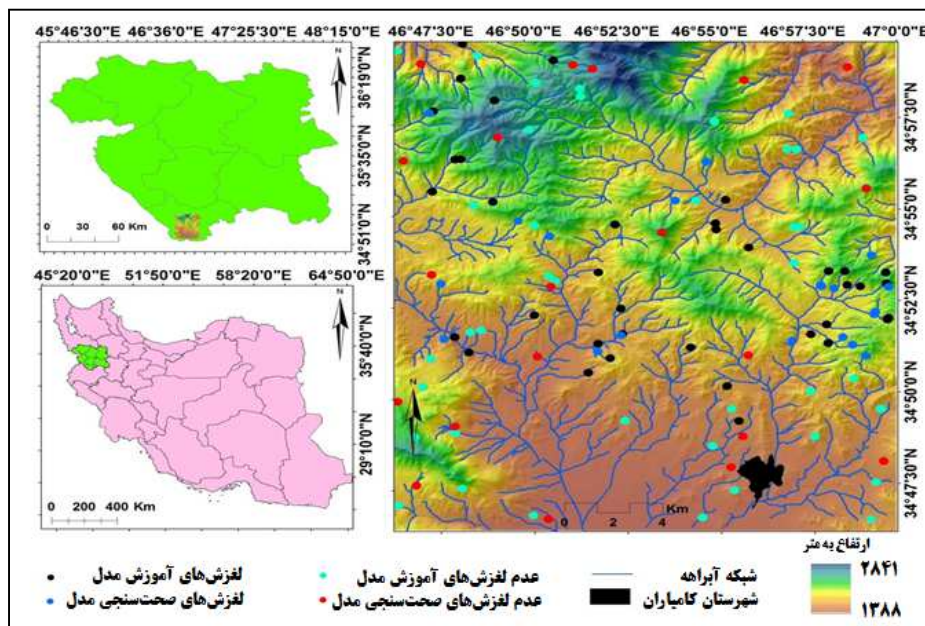 45°46'30"E 46°36'0"E 47°25'30"E 48°15'0"E
36°19'0"N
35°35'0"N
34°51'0"N
N
0 30 60 Km
45°20'0"E 51°50'0"E 58°20'0"E 64°50'0"E
35°40'0"N
29°10'0"N
N
0 200 400 Km
46°47'30"E 46°50'0"E 46°52'30"E 46°55'0"E 46°57'30"E 47°0'0"E
34°57'30"N
34°55'0"N
34°52'30"N
34°50'0"N
34°47'30"N
N
0 2 4 Km
ارتفاع به متر
۲۸۴۱
۱۳۸۸
لغزش‌های آموزش مدل
لغزش‌های صحت‌سنجی مدل
عدم لغزش‌های آموزش مدل
عدم لغزش‌های صحت‌سنجی مدل
شبکه آبراهه
شهرستان کامیاران